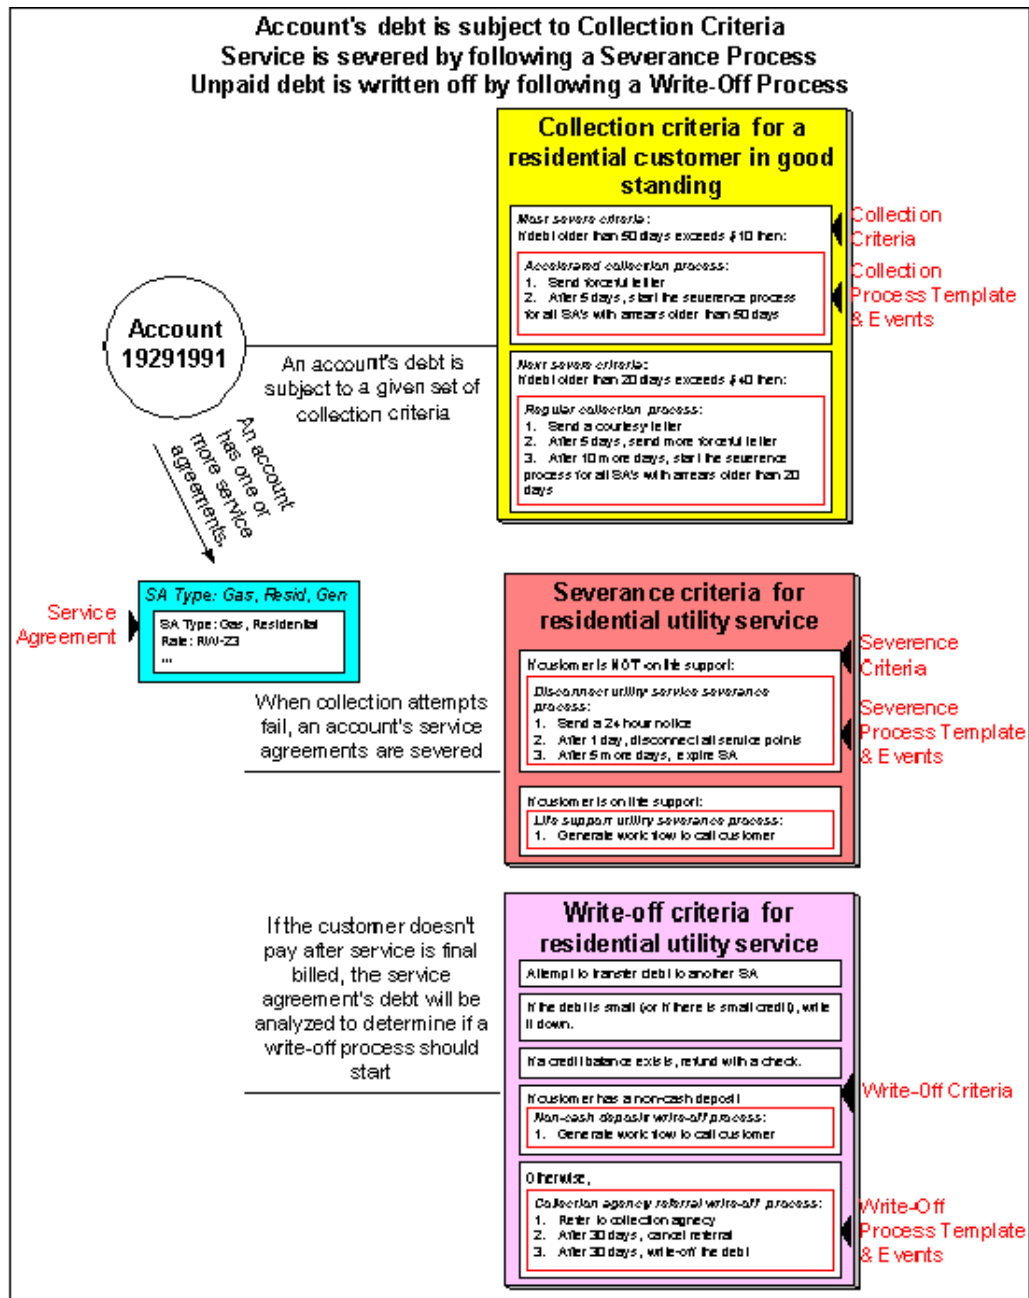 Account's debt is subject to Collection Criteria
Service is severed by following a Severance Process
Unpaid debt is written off by following a Write-Off Process
Collection criteria for a
residential customer in good
standing
Most severe criteria:
If debt older than 50 days exceeds $10 then:
Accelerated collection process:
1. Send forceful letter
2. After 5 days, start the severence process
for all SA's with arrears older than 50 days
Collection
Criteria
Collection
Process Template
& Events
Account
19291991
An account's debt is
subject to a given set of
collection criteria
Next severe criteria:
If debt older than 20 days exceeds $40 then:
Regular collection process:
1. Send a courtesy letter
2. After 5 days, send more forceful letter
3. After 10 more days, start the severence
process for all SA's with arrears older than 20
days
An account
has one or
more service
agreements.
Service
Agreement
SA Type: Gas, Resid, Gen
SA Type: Gas, Residential
Rate: RW-23
...
When collection attempts
fail, an account's service
agreements are severed
Severance criteria for
residential utility service
If customer is NOT on life support:
Disconnect utility service severance
process:
1. Send a 24 hour notice
2. After 1 day, disconnect all service points
3. After 5 more days, expire SA
Severence
Criteria
Severence
Process Template
& Events
If customer is on life support:
Life support utility severance process:
1. Generate work flow to call customer
If the customer doesn't
pay after service is final
billed, the service
agreement's debt will be
analyzed to determine if a
write-off process should
start
Write-off criteria for
residential utility service
Attempt to transfer debt to another SA
If the debt is small (or if there is small credit), write
it down.
If a credit balance exists, refund with a check.
If customer has a non-cash deposit
Non-cash deposit write-off process:
1. Generate work flow to call customer
Write-Off Criteria
Otherwise,
Collection agency referral write-off process:
1. Refer to collection agnecy
2. After 30 days, cancel referral
3. After 30 days, write-off the debt
Write-Off
Process Template
& Events